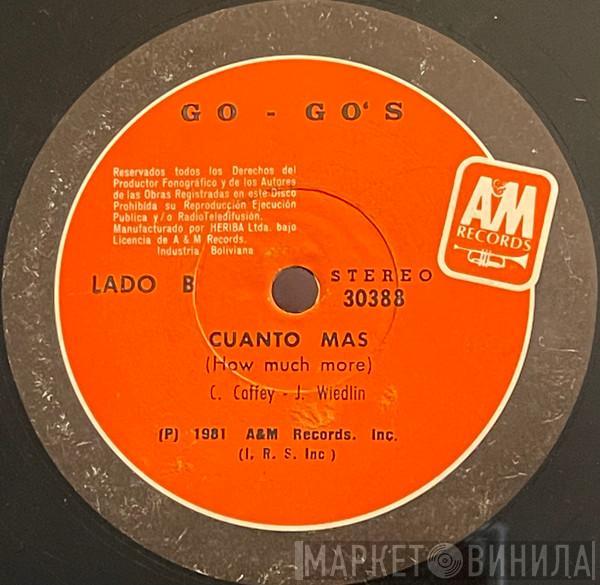 GO - GO'S
Reservados todos los Derechos del
Productor Fonográfico y de los Autores
de las Obras Registradas en este Disco
Prohibida su Reproducción Ejecución
Publica y/o RadioTeledifusión.
Manufacturado por HERIBA Ltda. bajo
Licencia de A & M Records.
Industria Boliviana
A&M
RECORDS
LADO B
STEREO
30388
CUANTO MAS
(How much more)
C. Caffey - J. Wiedlin
(P) 1981 A&M Records. Inc.
(I. R. S. Inc)
МАРКЕТ ВИНИЛА